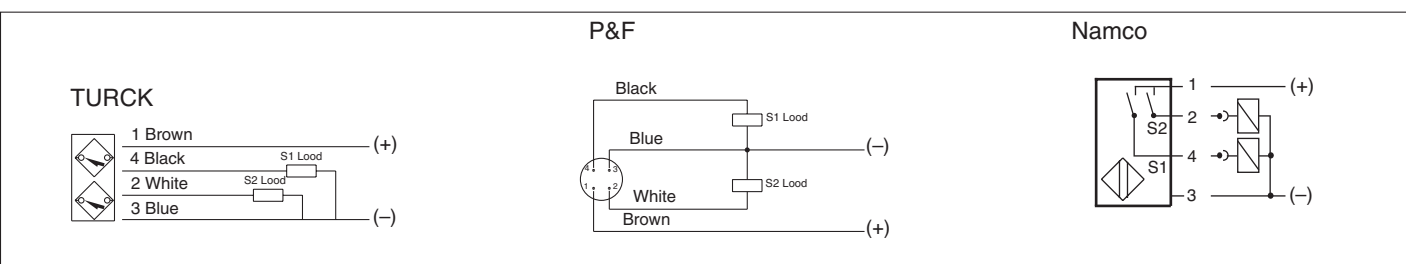 TURCK
1 Brown
(+)
4 Black
S1 Lood
2 White
S2 Lood
3 Blue
(–)
P&F
Black
S1 Lood
Blue
(–)
4 3
1 2
S2 Lood
White
Brown
(+)
Namco
1
(+)
S2
2
S1
4
3
(–)